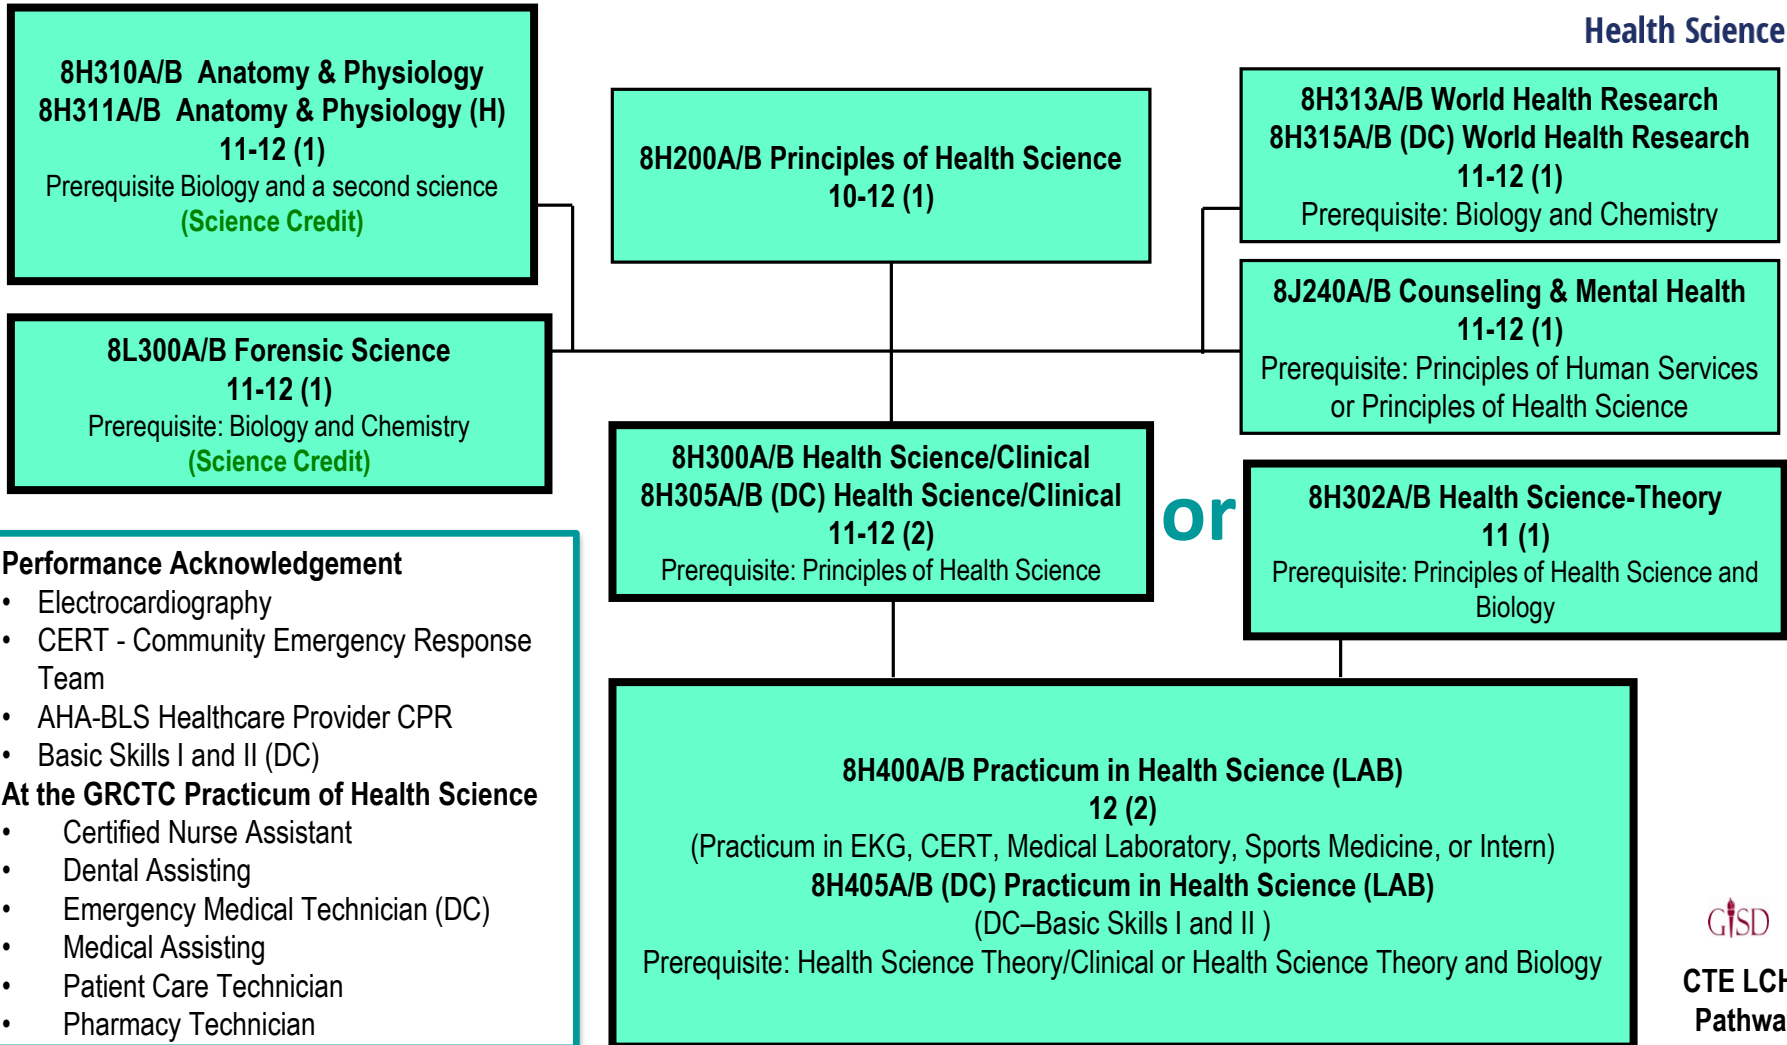 Health Science
8H310A/B  Anatomy & Physiology
8H311A/B  Anatomy & Physiology (H)
11-12 (1)
Prerequisite Biology and a second science
(Science Credit)
8H200A/B Principles of Health Science
10-12 (1)
8H313A/B World Health Research
8H315A/B (DC) World Health Research
11-12 (1)
Prerequisite: Biology and Chemistry
8J240A/B Counseling & Mental Health
11-12 (1)
Prerequisite: Principles of Human Services
or Principles of Health Science
8L300A/B Forensic Science
11-12 (1)
Prerequisite: Biology and Chemistry
(Science Credit)
8H300A/B Health Science/Clinical
8H305A/B (DC) Health Science/Clinical
11-12 (2)
Prerequisite: Principles of Health Science
or
8H302A/B Health Science-Theory
11 (1)
Prerequisite: Principles of Health Science and
Biology
Performance Acknowledgement
• Electrocardiography
• CERT - Community Emergency Response
Team
• AHA-BLS Healthcare Provider CPR
• Basic Skills I and II (DC)
At the GRCTC Practicum of Health Science
• Certified Nurse Assistant
• Dental Assisting
• Emergency Medical Technician (DC)
• Medical Assisting
• Patient Care Technician
• Pharmacy Technician
8H400A/B Practicum in Health Science (LAB)
12 (2)
(Practicum in EKG, CERT, Medical Laboratory, Sports Medicine, or Intern)
8H405A/B (DC) Practicum in Health Science (LAB)
(DC–Basic Skills I and II )
Prerequisite: Health Science Theory/Clinical or Health Science Theory and Biology
GISD
CTE LCH
Pathwa